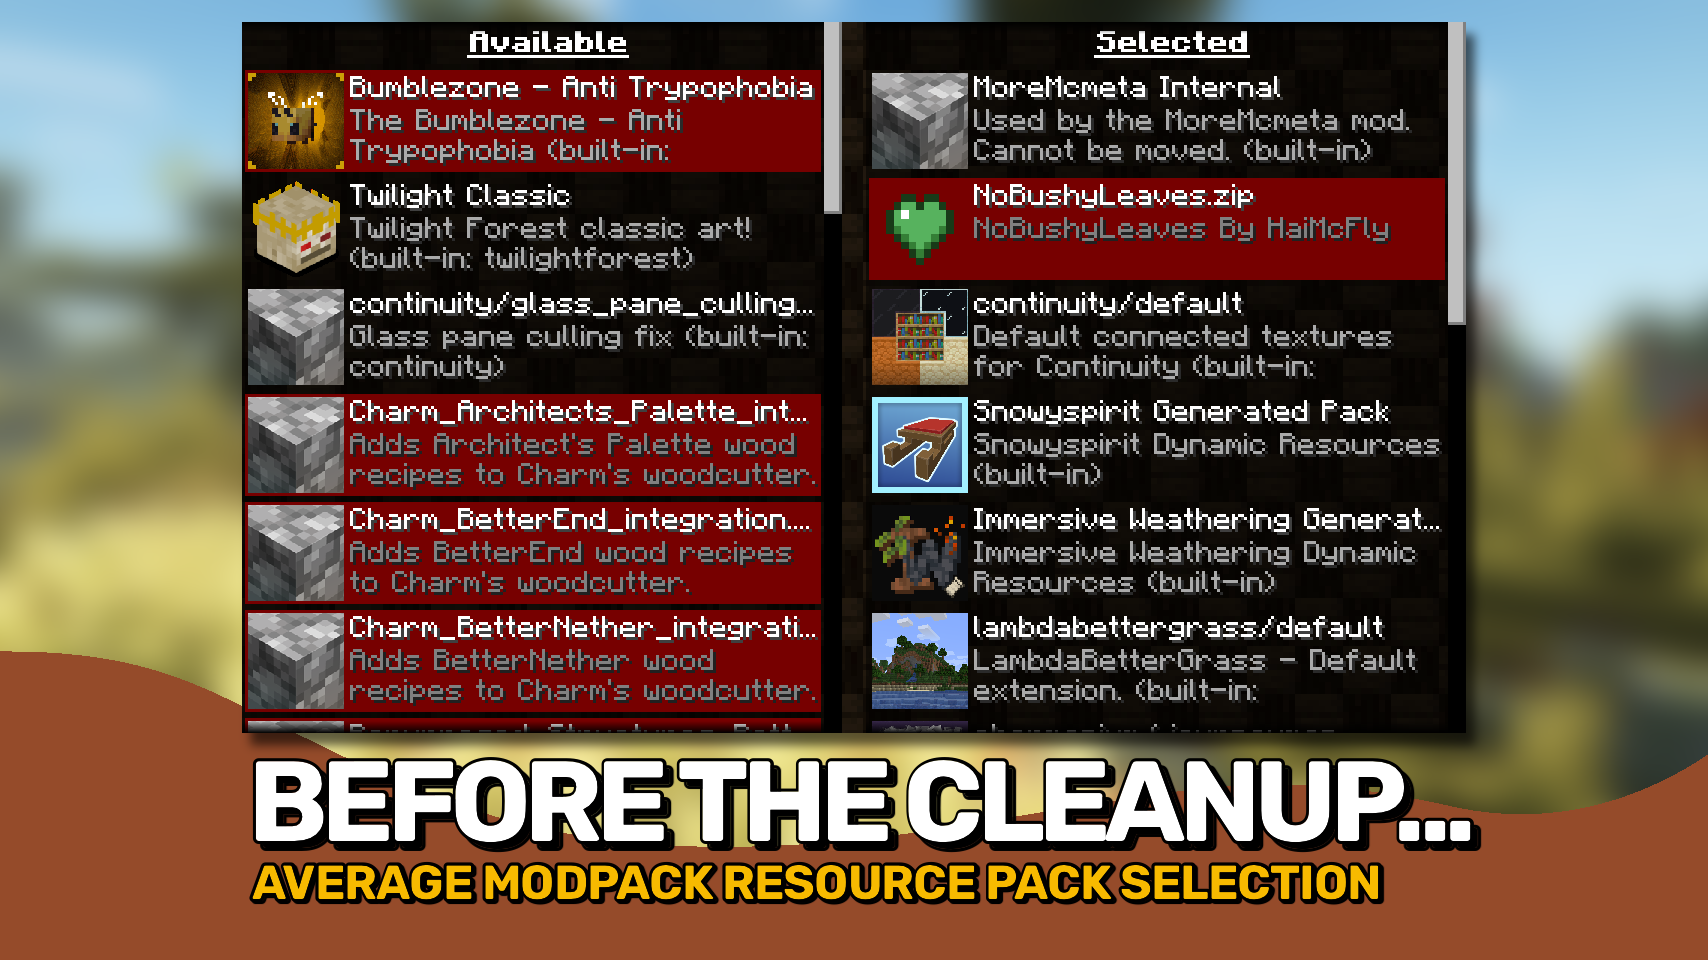 Available
Bumblezone - Anti Trypophobia
The Bumblezone - Anti
Trypophobia (built-in:
Twilight Classic
Twilight Forest classic art!
(built-in: twilightforest)
continuity/glass_pane_culling...
Glass pane culling fix (built-in:
continuity)
Charm_Architects_Palette_int...
Adds Architect's Palette wood
recipes to Charm's woodcutter.
Charm_BetterEnd_integration....
Adds BetterEnd wood recipes
to Charm's woodcutter.
Charm_BetterNether_integrati...
Adds BetterNether wood
recipes to Charm's woodcutter.
Selected
MoreMcmeta Internal
Used by the MoreMcmeta mod.
Cannot be moved. (built-in)
NoBushyLeaves.zip
NoBushyLeaves By HaiMcFly
continuity/default
Default connected textures
for Continuity (built-in:
Snowyspirit Generated Pack
Snowyspirit Dynamic Resources
(built-in)
Immersive Weathering Generat...
Immersive Weathering Dynamic
Resources (built-in)
lambdabettergrass/default
LambdaBetterGrass - Default
extension. (built-in:
BEFORE THE CLEANUP...
AVERAGE MODPACK RESOURCE PACK SELECTION